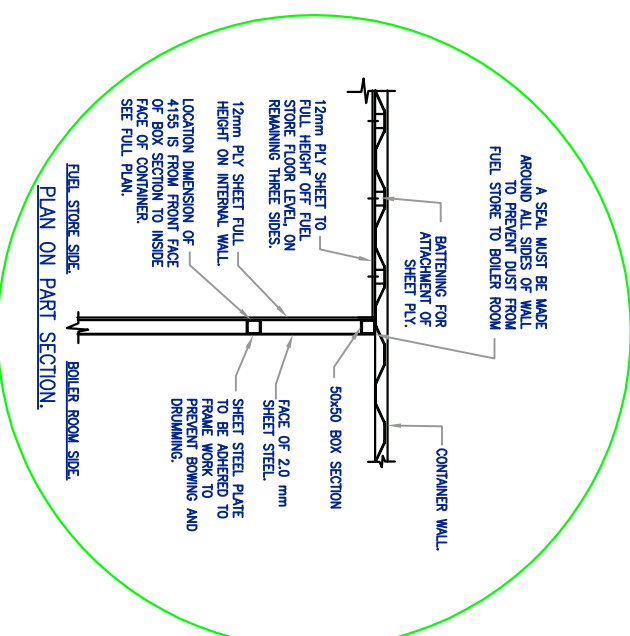 A SEAL MUST BE MADE
AROUND ALL SIDES OF WALL
TO PREVENT DUST FROM
FUEL STORE TO BOILER ROOM
BATTENING FOR
ATTACHMENT OF
SHEET PLY.
CONTAINER WALL.
12mm PLY SHEET TO
FULL HEIGHT OFF FUEL
STORE FLOOR LEVEL, ON
REMAINING THREE SIDES.
50x50 BOX SECTION
12mm PLY SHEET FULL
HEIGHT ON INTERNAL WALL.
FACE OF 2.0 mm
SHEET STEEL.
LOCATION DIMENSION OF
4155 IS FROM FRONT FACE
OF BOX SECTION TO INSIDE
FACE OF CONTAINER.
SEE FULL PLAN.
SHEET STEEL PLATE
TO BE ADHERED TO
FRAME WORK TO
PREVENT BOWING AND
DRUMMING.
FUEL STORE SIDE.
BOILER ROOM SIDE.
PLAN ON PART SECTION.